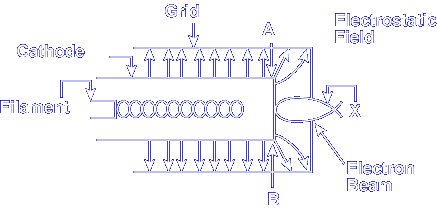 Grid
Electrostatic
Field
A
Cathode
Filament
X
Electron
Beam
B